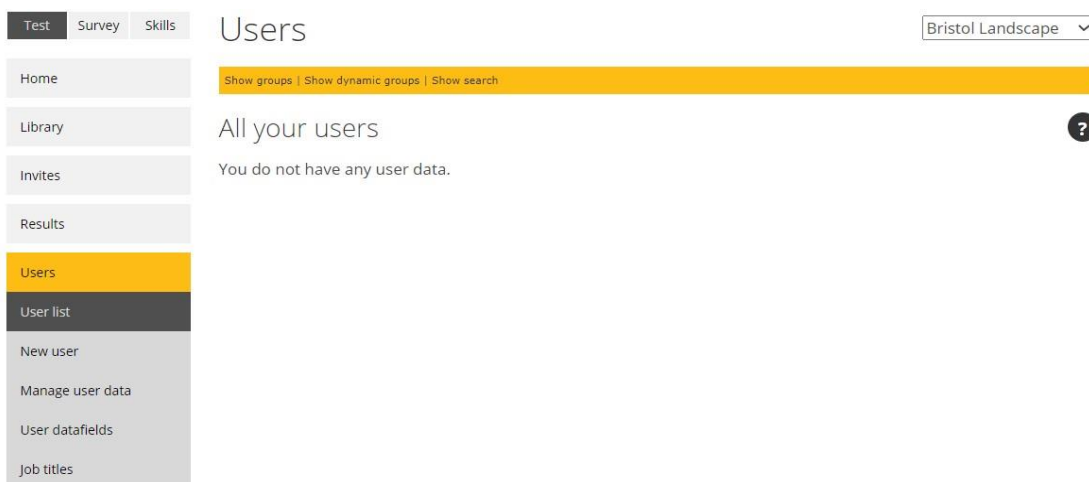 Test Survey Skills
Users
Bristol Landscape
Home
Library
Invites
Results
Users
User list
New user
Manage user data
User datafields
Job titles
Show groups | Show dynamic groups | Show search
All your users
?
You do not have any user data.